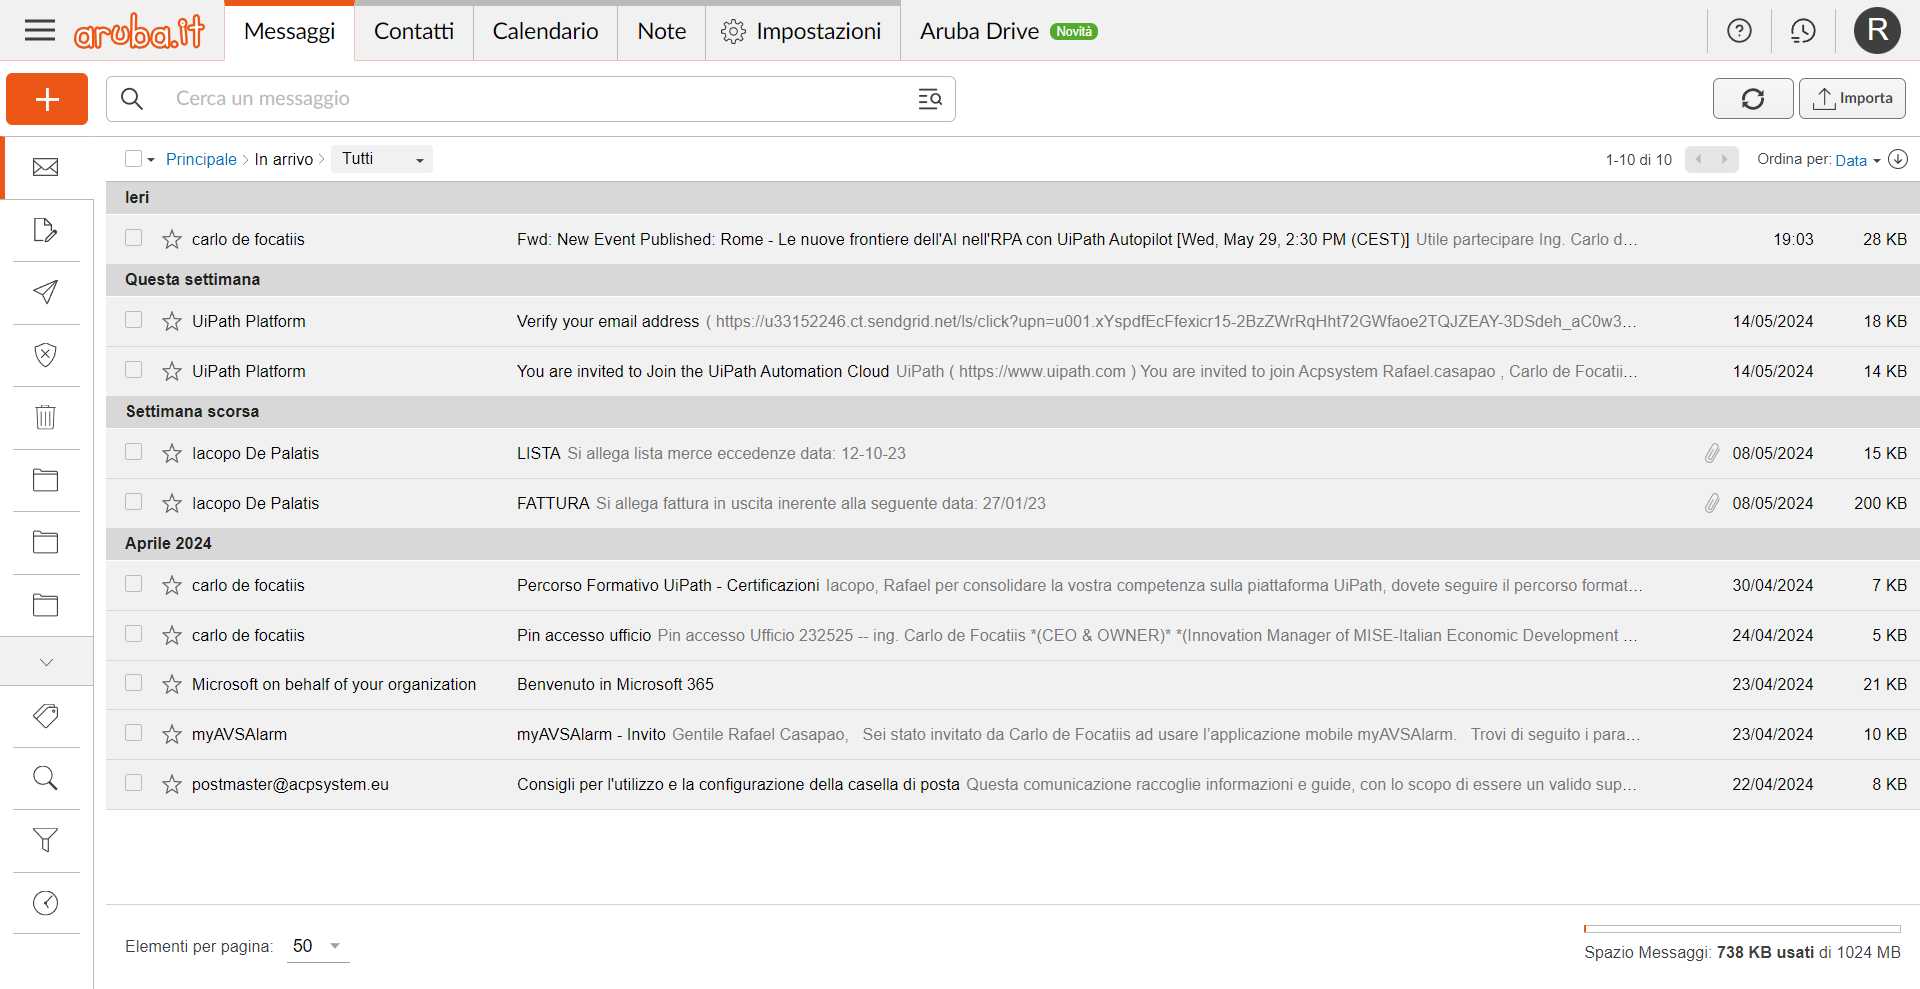 aruba.it Messaggi Contatti Calendario Note Impostazioni Aruba Drive Novità R
Cerca un messaggio Importa
Principale In arrivo Tutti 1-10 di 10 Ordina per: Data
Ieri
carlo de focatiis Fwd: New Event Published: Rome - Le nuove frontiere dell'AI nell'RPA con UiPath Autopilot [Wed, May 29, 2:30 PM (CEST)] Utile partecipare Ing. Carlo d... 19:03 28 KB
Questa settimana
UiPath Platform Verify your email address ( https://u33152246.ct.sendgrid.net/ls/click?upn=u001.xYspdfEcFfexicr15-2BzZWrRqHht72GWfaoe2TQJZEAY-3DSdeh_aC0w3... 14/05/2024 18 KB
UiPath Platform You are invited to Join the UiPath Automation Cloud UiPath ( https://www.uipath.com ) You are invited to join Acpsystem Rafael.casapao , Carlo de Focatii... 14/05/2024 14 KB
Settimana scorsa
Iacopo De Palatis LISTA Si allega lista merce eccedenze data: 12-10-23 08/05/2024 15 KB
Iacopo De Palatis FATTURA Si allega fattura in uscita inerente alla seguente data: 27/01/23 08/05/2024 200 KB
Aprile 2024
carlo de focatiis Percorso Formativo UiPath - Certificazioni Iacopo, Rafael per consolidare la vostra competenza sulla piattaforma UiPath, dovete seguire il percorso format... 30/04/2024 7 KB
carlo de focatiis Pin accesso ufficio Pin accesso Ufficio 232525 -- ing. Carlo de Focatiis *(CEO & OWNER)* *(Innovation Manager of MISE-Italian Economic Development ... 24/04/2024 5 KB
Microsoft on behalf of your organization Benvenuto in Microsoft 365 23/04/2024 21 KB
myAVSAlarm myAVSAlarm - Invito Gentile Rafael Casapao, Sei stato invitato da Carlo de Focatiis ad usare l'applicazione mobile myAVSAlarm. Trovi di seguito i para... 23/04/2024 10 KB
postmaster@acpsystem.eu Consigli per l'utilizzo e la configurazione della casella di posta Questa comunicazione raccoglie informazioni e guide, con lo scopo di essere un valido sup... 22/04/2024 8 KB
Elementi per pagina: 50
Spazio Messaggi: 738 KB usati di 1024 MB